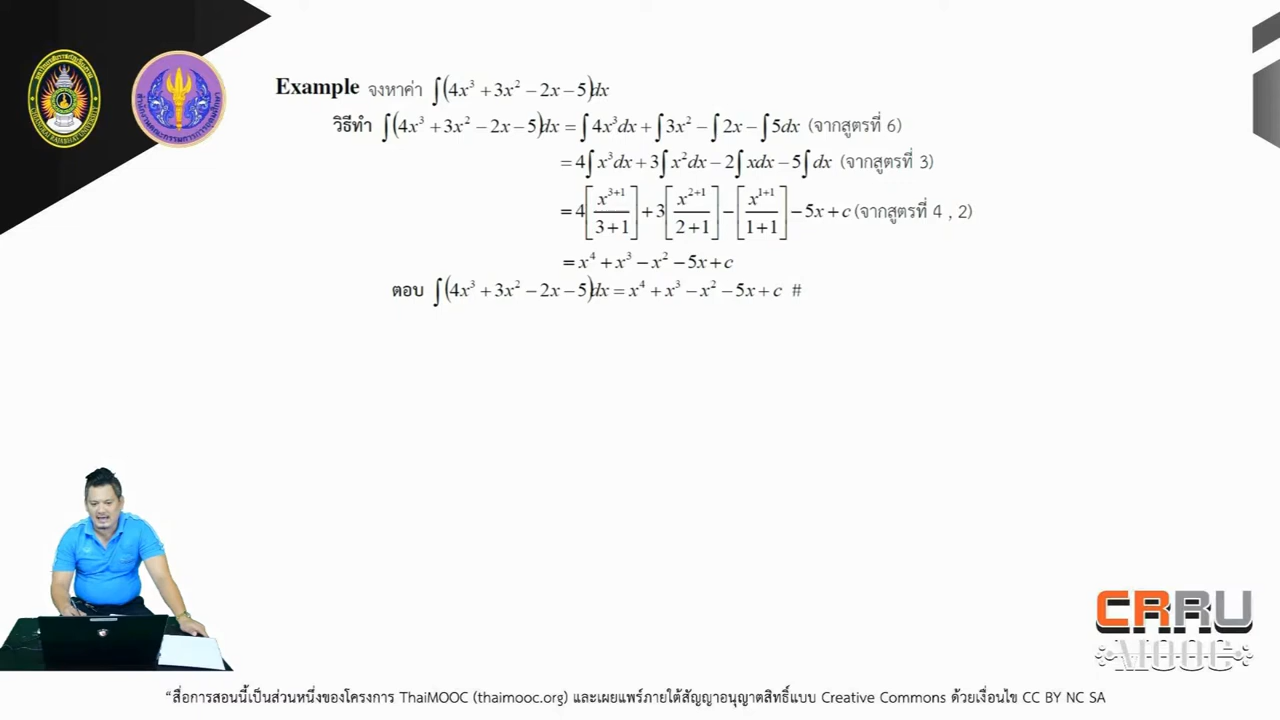 Example จงหาค่า ∫(4x³ + 3x² − 2x − 5)dx
วิธีทำ ∫(4x³ + 3x² − 2x − 5)dx = ∫4x³dx + ∫3x² − ∫2x − ∫5dx (จากสูตรที่ 6)
= 4∫x³dx + 3∫x²dx − 2∫xdx − 5∫dx (จากสูตรที่ 3)
= 4[x³⁺¹/3+1] + 3[x²⁺¹/2+1] − [x¹⁺¹/1+1] − 5x + c (จากสูตรที่ 4 , 2)
= x⁴ + x³ − x² − 5x + c
ตอบ ∫(4x³ + 3x² − 2x − 5)dx = x⁴ + x³ − x² − 5x + c #
CRRU
MOOC
“สื่อการสอนนี้เป็นส่วนหนึ่งของโครงการ ThaiMOOC (thaimooc.org) และเผยแพร่ภายใต้สัญญาอนุญาตสิทธิ์แบบ Creative Commons ด้วยเงื่อนไข CC BY NC SA